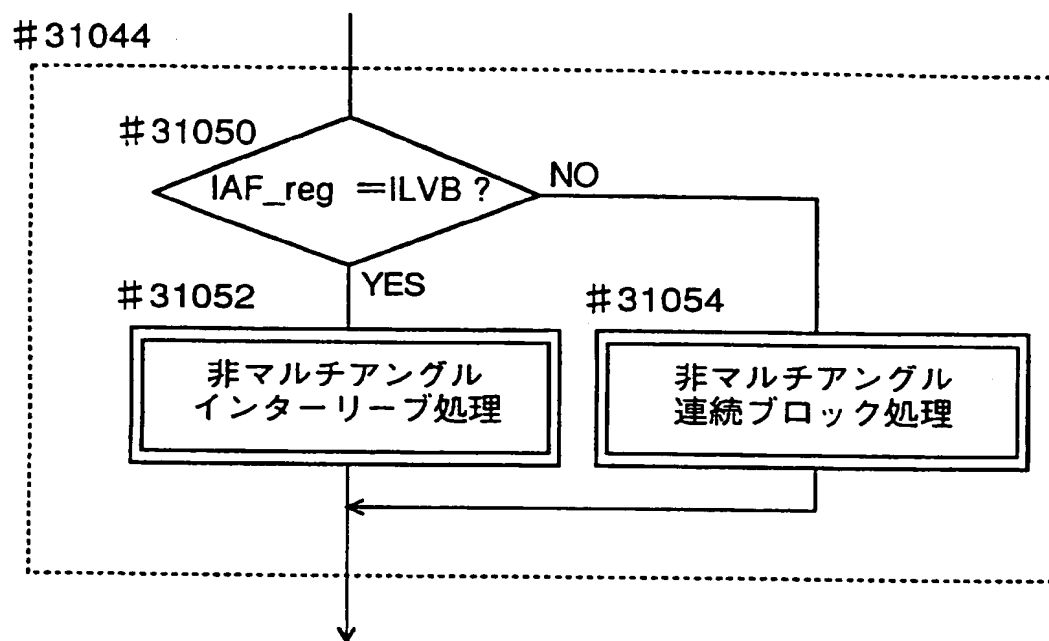 #31044
#31050
IAF_reg =ILVB ?
NO
YES
#31052
#31054
非マルチアングル
インターリーブ処理
非マルチアングル
連続ブロック処理